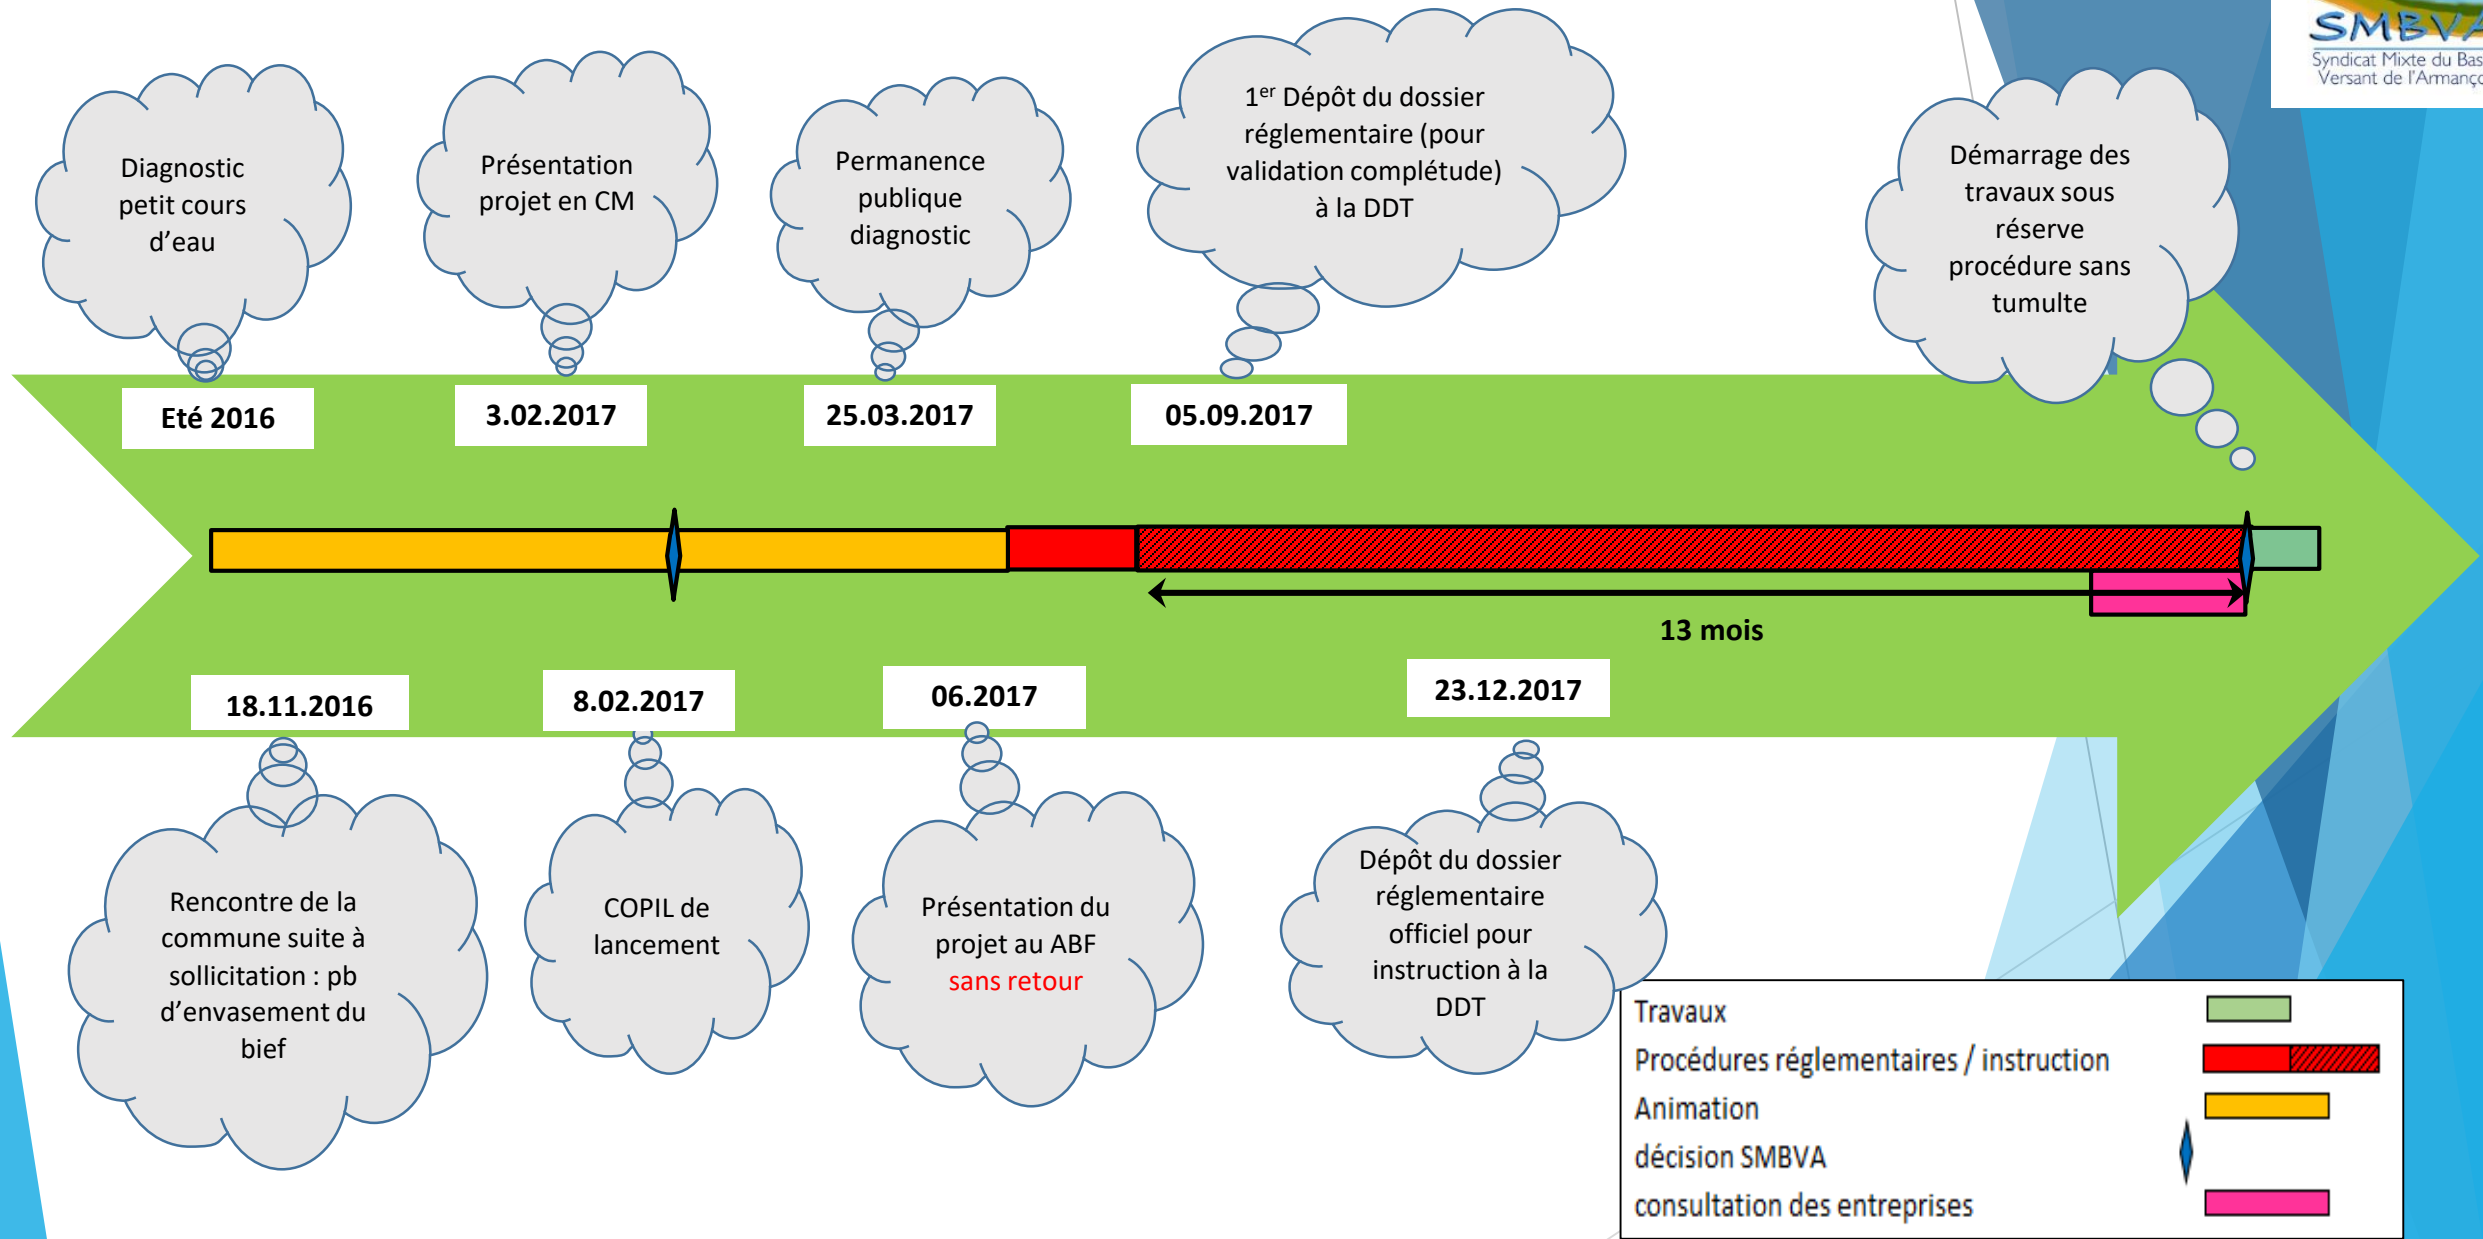 SMBVA
Syndicat Mixte du Bas
Versant de l'Armanço
Diagnostic
petit cours
d'eau
Présentation
projet en CM
Permanence
publique
diagnostic
1er Dépôt du dossier
réglementaire (pour
validation complétude)
à la DDT
Démarrage des
travaux sous
réserve
procédure sans
tumulte
Eté 2016
3.02.2017
25.03.2017
05.09.2017
13 mois
18.11.2016
8.02.2017
06.2017
23.12.2017
Rencontre de la
commune suite à
sollicitation : pb
d'envasement du
bief
COPIL de
lancement
Présentation du
projet au ABF
sans retour
Dépôt du dossier
réglementaire
officiel pour
instruction à la
DDT
Travaux
Procédures réglementaires / instruction
Animation
décision SMBVA
consultation des entreprises